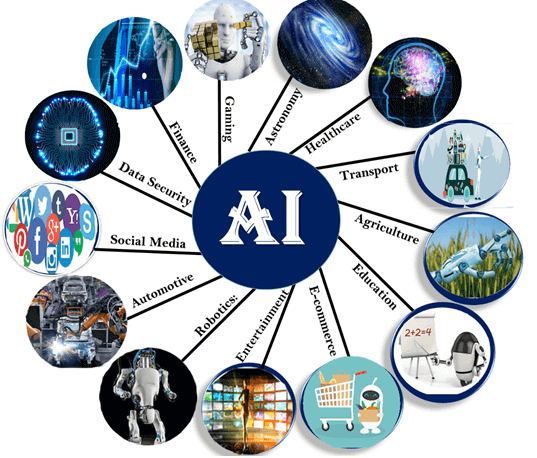 AI
Gaming
Astronomy
Healthcare
Transport
Agriculture
Education
2+2=4
E-commerce
Entertainment
Robotics:
Automotive
Social Media
Data Security
Finance